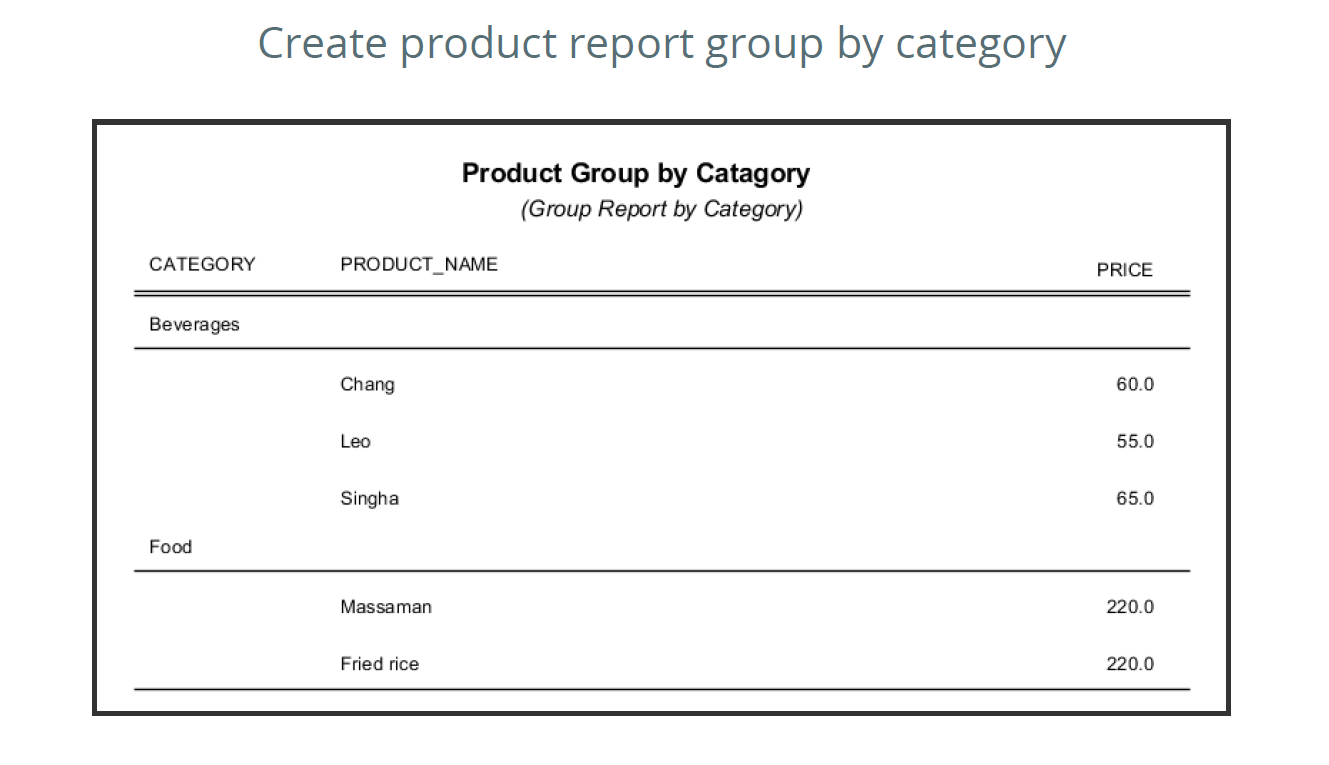 Create product report group by category
Product Group by Catagory
(Group Report by Category)
CATEGORY PRODUCT_NAME PRICE
Beverages
Chang 60.0
Leo 55.0
Singha 65.0
Food
Massaman 220.0
Fried rice 220.0